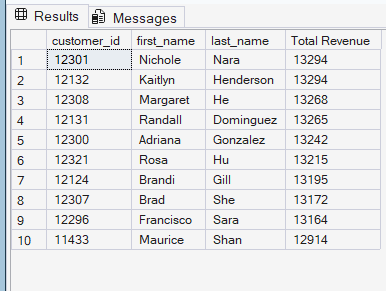 Results Messages
customer_id first_name last_name Total Revenue
1 12301 Nichole Nara 13294
2 12132 Kaitlyn Henderson 13294
3 12308 Margaret He 13268
4 12131 Randall Dominguez 13265
5 12300 Adriana Gonzalez 13242
6 12321 Rosa Hu 13215
7 12124 Brandi Gill 13195
8 12307 Brad She 13172
9 12296 Francisco Sara 13164
10 11433 Maurice Shan 12914